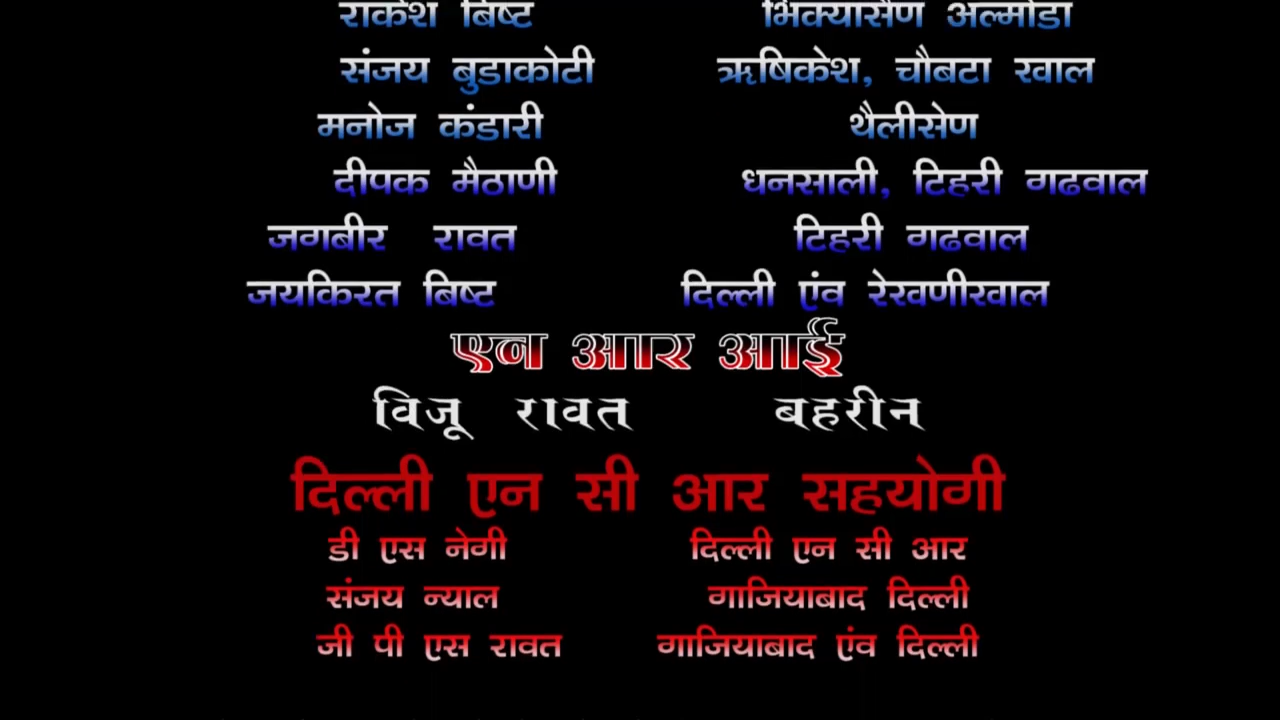 राकेश बिष्ट भिक्यासैण अल्मोडा
संजय बुडाकोटी ऋषिकेश, चौबटा खाल
मनोज कंडारी थैलीसेण
दीपक मैठाणी धनसाली, टिहरी गढवाल
जगबीर रावत टिहरी गढवाल
जयकिरत बिष्ट दिल्ली एंव रेखणीखाल
एन आर आई
विजू रावत बहरीन
दिल्ली एन सी आर सहयोगी
डी एस नेगी दिल्ली एन सी आर
संजय न्याल गाजियाबाद दिल्ली
जी पी एस रावत गाजियाबाद एंव दिल्ली